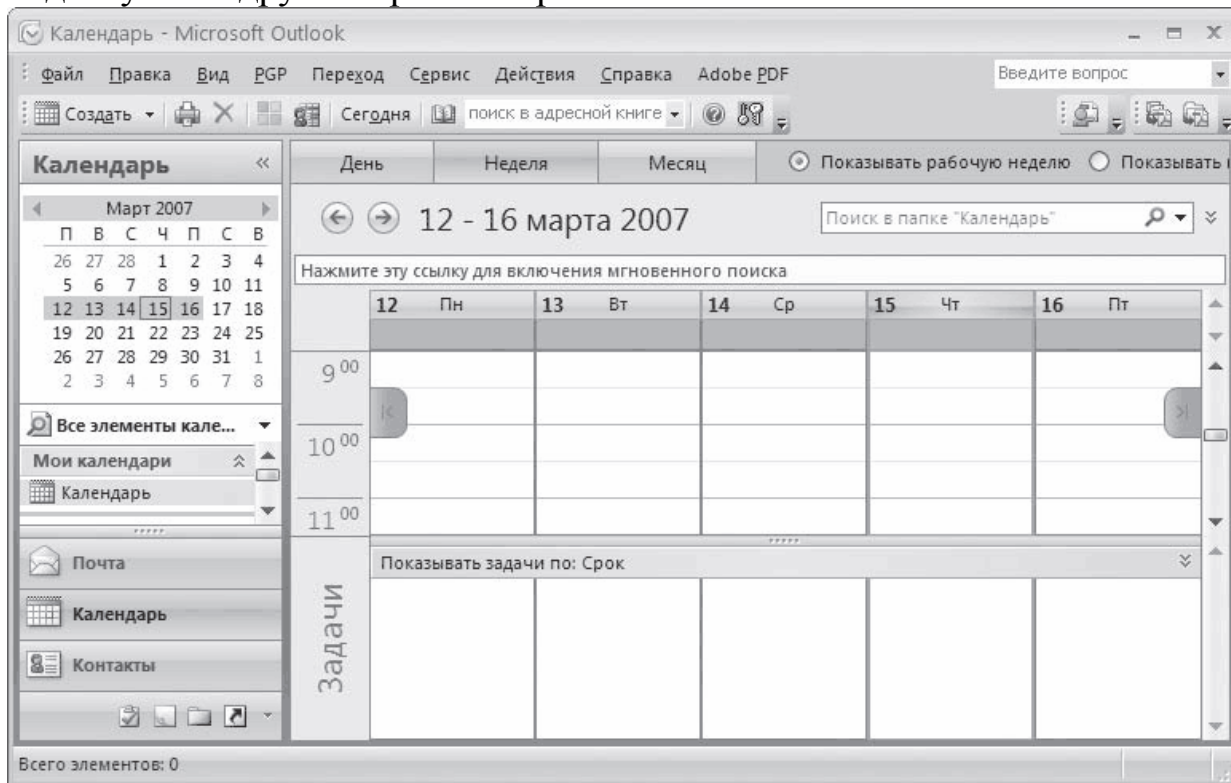 Календарь - Microsoft Outlook
Файл Правка Вид PGP Переход Сервис Действия Справка Adobe PDF Введите вопрос
Создать Сегодня поиск в адресной книге
Календарь « День Неделя Месяц Показывать рабочую неделю Показывать
Март 2007
П В С Ч П С В
26 27 28 1 2 3 4
5 6 7 8 9 10 11
12 13 14 15 16 17 18
19 20 21 22 23 24 25
26 27 28 29 30 31 1
2 3 4 5 6 7 8
12 - 16 марта 2007 Поиск в папке "Календарь"
Нажмите эту ссылку для включения мгновенного поиска
12 Пн 13 Вт 14 Ср 15 Чт 16 Пт
9 00
10 00
11 00
Все элементы кале...
Мои календари
Календарь
Почта
Календарь
Контакты
Показывать задачи по: Срок
Задачи
Всего элементов: 0